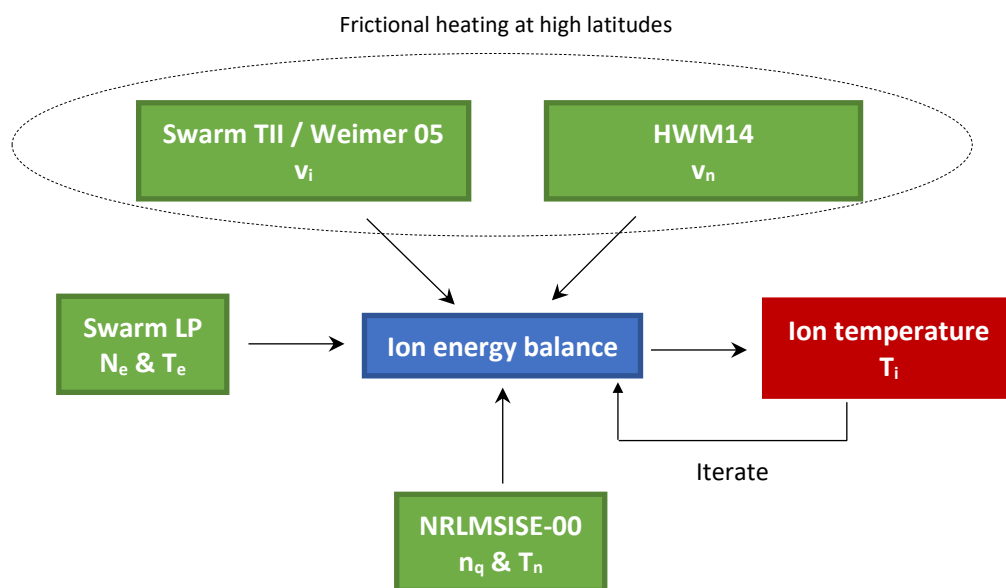 Frictional heating at high latitudes
Swarm TII / Weimer 05
vᵢ
HWM14
vₙ
Swarm LP
Nₑ & Tₑ
Ion energy balance
Ion temperature
Tᵢ
Iterate
NRLMSISE-00
n_q & Tₙ